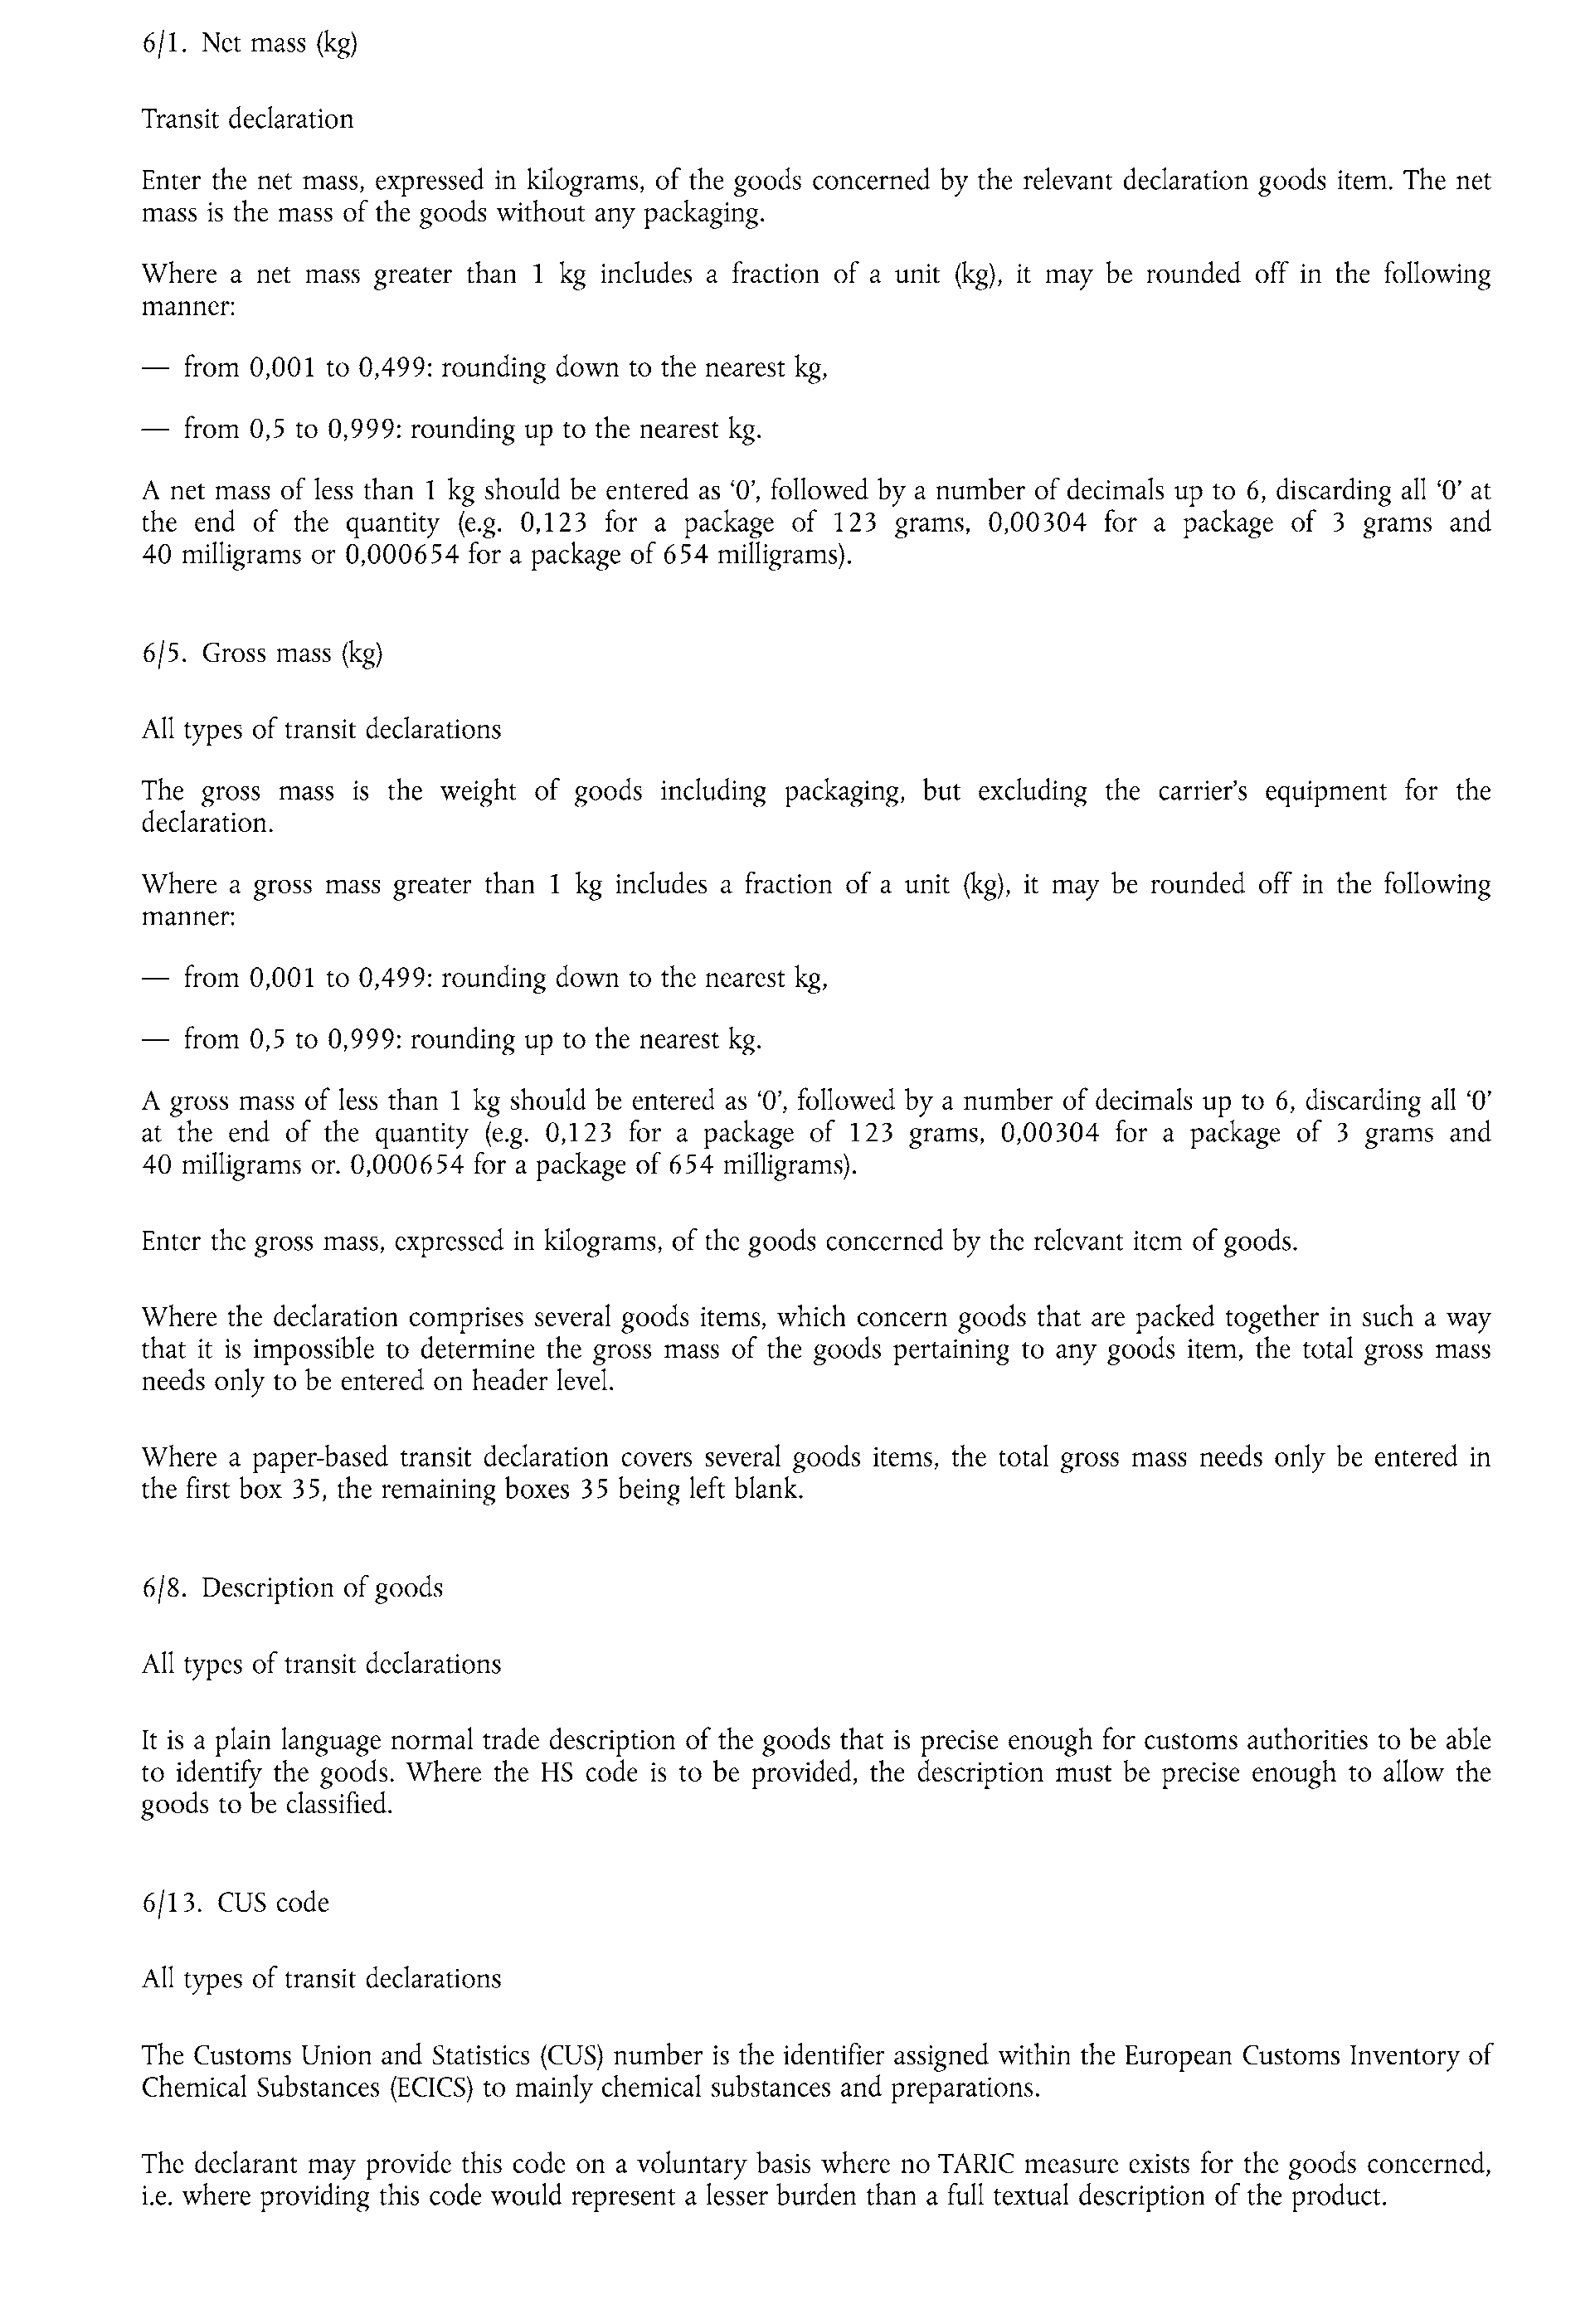 6/1. Net mass (kg)
Transit declaration
Enter the net mass, expressed in kilograms, of the goods concerned by the relevant declaration goods item. The net
mass is the mass of the goods without any packaging.
Where a net mass greater than 1 kg includes a fraction of a unit (kg), it may be rounded off in the following
manner:
— from 0,001 to 0,499: rounding down to the nearest kg,
— from 0,5 to 0,999: rounding up to the nearest kg.
A net mass of less than 1 kg should be entered as ‘0’, followed by a number of decimals up to 6, discarding all ‘0’ at
the end of the quantity (e.g. 0,123 for a package of 123 grams, 0,00304 for a package of 3 grams and
40 milligrams or 0,000654 for a package of 654 milligrams).
6/5. Gross mass (kg)
All types of transit declarations
The gross mass is the weight of goods including packaging, but excluding the carrier’s equipment for the
declaration.
Where a gross mass greater than 1 kg includes a fraction of a unit (kg), it may be rounded off in the following
manner:
— from 0,001 to 0,499: rounding down to the nearest kg,
— from 0,5 to 0,999: rounding up to the nearest kg.
A gross mass of less than 1 kg should be entered as ‘0’, followed by a number of decimals up to 6, discarding all ‘0’
at the end of the quantity (e.g. 0,123 for a package of 123 grams, 0,00304 for a package of 3 grams and
40 milligrams or. 0,000654 for a package of 654 milligrams).
Enter the gross mass, expressed in kilograms, of the goods concerned by the relevant item of goods.
Where the declaration comprises several goods items, which concern goods that are packed together in such a way
that it is impossible to determine the gross mass of the goods pertaining to any goods item, the total gross mass
needs only to be entered on header level.
Where a paper-based transit declaration covers several goods items, the total gross mass needs only be entered in
the first box 35, the remaining boxes 35 being left blank.
6/8. Description of goods
All types of transit declarations
It is a plain language normal trade description of the goods that is precise enough for customs authorities to be able
to identify the goods. Where the HS code is to be provided, the description must be precise enough to allow the
goods to be classified.
6/13. CUS code
All types of transit declarations
The Customs Union and Statistics (CUS) number is the identifier assigned within the European Customs Inventory of
Chemical Substances (ECICS) to mainly chemical substances and preparations.
The declarant may provide this code on a voluntary basis where no TARIC measure exists for the goods concerned,
i.e. where providing this code would represent a lesser burden than a full textual description of the product.